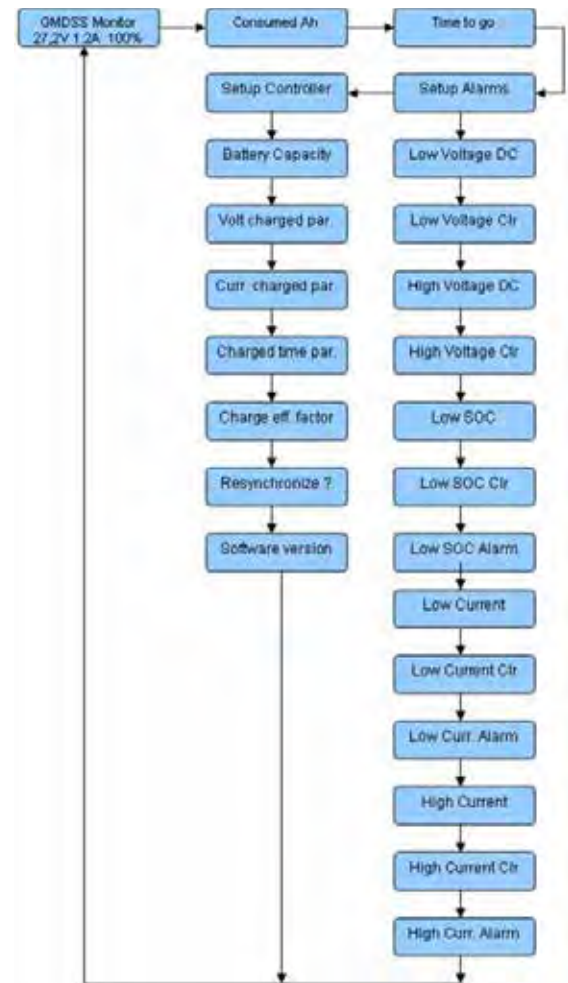 GMDSS Monitor
27,2V 1.2A 100%
Consumed Ah
Time to go
Setup Controller
Setup Alarms
Battery Capacity
Low Voltage DC
Volt charged par.
Low Voltage Clr
Curr. charged par.
High Voltage DC
Charged time par.
High Voltage Clr
Charge eff. factor
Low SOC
Resynchronize ?
Low SOC Clr
Software version
Low SOC Alarm
Low Current
Low Current Clr
Low Curr. Alarm
High Current
High Current Clr
High Curr. Alarm